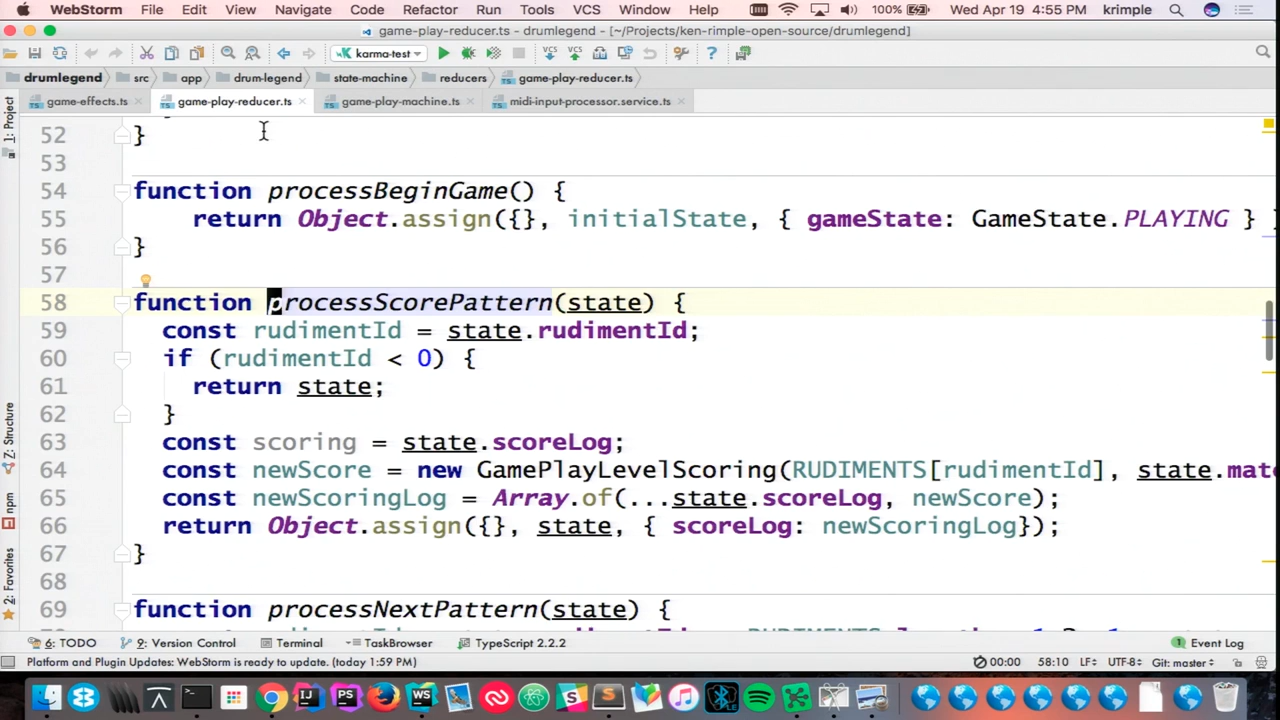 WebStorm File Edit View Navigate Code Refactor Run Tools VCS Window Help 100% Wed Apr 19 4:55 PM krimple
game-play-reducer.ts - drumlegend - [~/Projects/ken-rimple-open-source/drumlegend]
karma-test VCS VCS
drumlegend src app drum-legend state-machine reducers game-play-reducer.ts
game-effects.ts game-play-reducer.ts game-play-machine.ts midi-input-processor.service.ts
1: Project
Z: Structure
npm
2: Favorites
52 }
53
54 function processBeginGame() {
55 return Object.assign({}, initialState, { gameState: GameState.PLAYING }
56 }
57
58 function processScorePattern(state) {
59 const rudimentId = state.rudimentId;
60 if (rudimentId < 0) {
61 return state;
62 }
63 const scoring = state.scoreLog;
64 const newScore = new GamePlayLevelScoring(RUDIMENTS[rudimentId], state.mat
65 const newScoringLog = Array.of(...state.scoreLog, newScore);
66 return Object.assign({}, state, { scoreLog: newScoringLog});
67 }
68
69 function processNextPattern(state) {
6: TODO 9: Version Control Terminal TaskBrowser TypeScript 2.2.2 1 Event Log
Platform and Plugin Updates: WebStorm is ready to update. (today 1:59 PM) 00:00 58:10 LF÷ UTF-8÷ Git: master÷